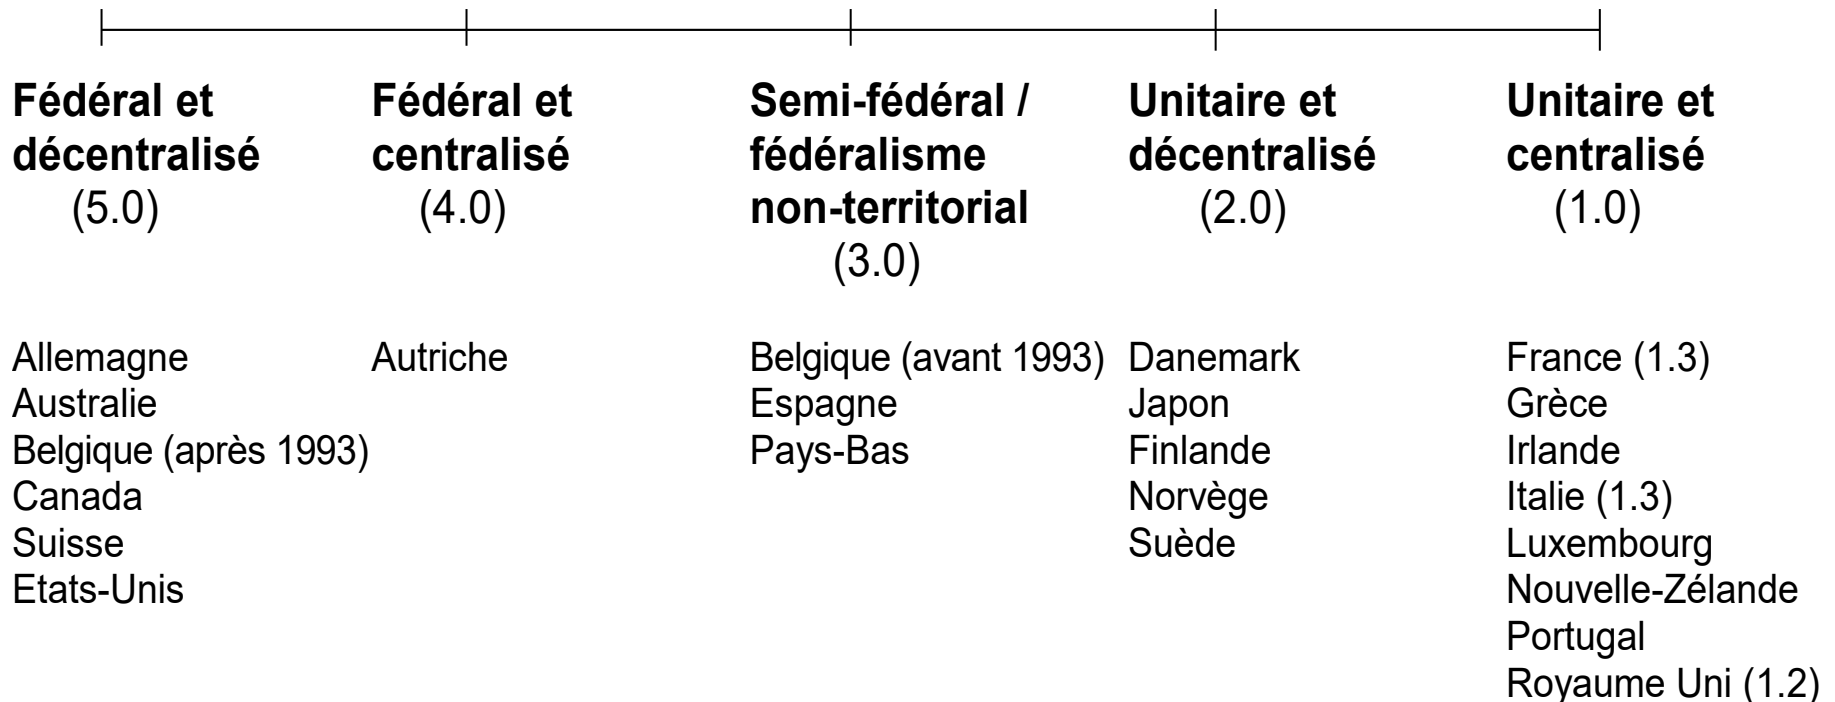 Fédéral et
décentralisé
(5.0)
Fédéral et
centralisé
(4.0)
Semi-fédéral /
fédéralisme
non-territorial
(3.0)
Unitaire et
décentralisé
(2.0)
Unitaire et
centralisé
(1.0)
Allemagne
Australie
Belgique (après 1993)
Canada
Suisse
Etats-Unis
Autriche
Belgique (avant 1993)
Espagne
Pays-Bas
Danemark
Japon
Finlande
Norvège
Suède
France (1.3)
Grèce
Irlande
Italie (1.3)
Luxembourg
Nouvelle-Zélande
Portugal
Royaume Uni (1.2)